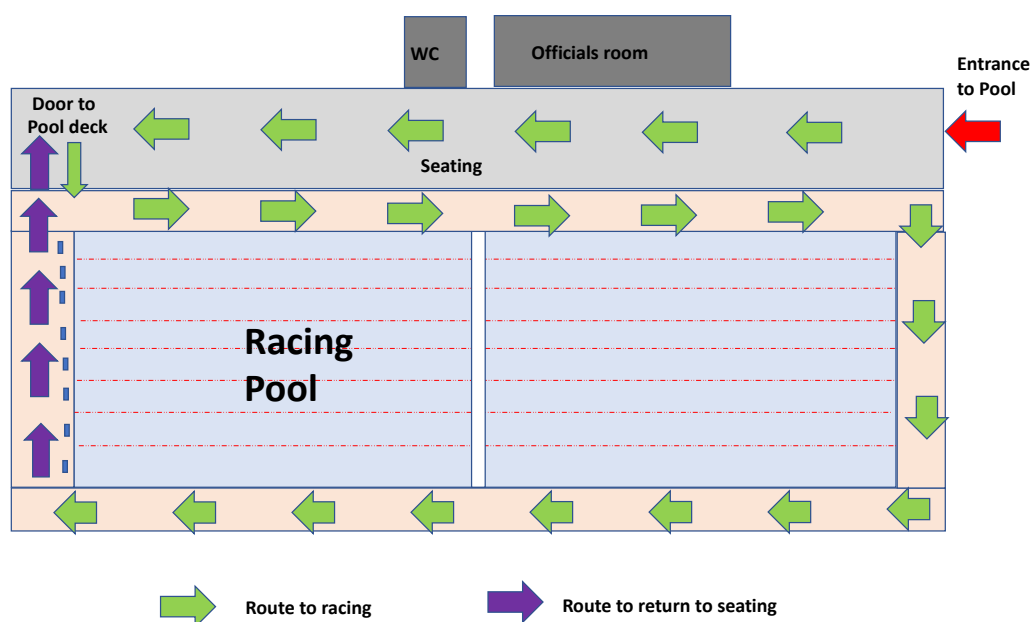 WC
Officials room
Entrance
to Pool
Door to
Pool deck
Seating
Racing
Pool
Route to racing
Route to return to seating